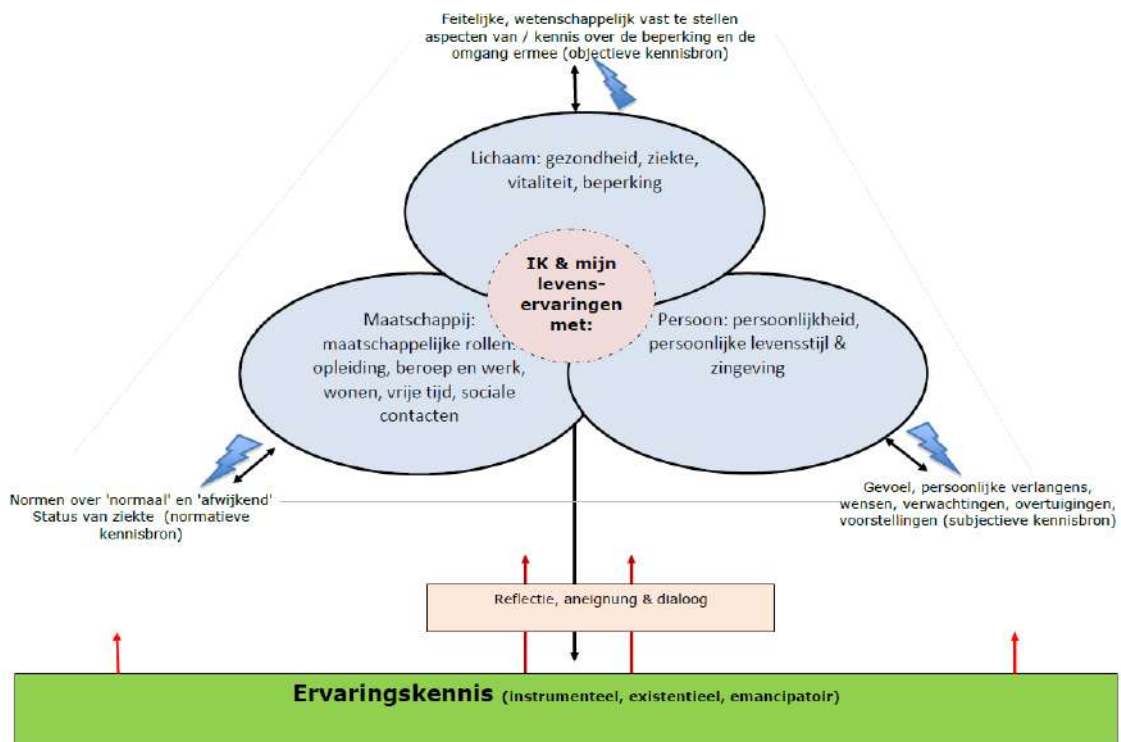 Feitelijke, wetenschappelijk vast te stellen
aspecten van / kennis over de beperking en de
omgang ermee (objectieve kennisbron)
Lichaam: gezondheid, ziekte,
vitaliteit, beperking
IK & mijn
levens-
ervaringen
met:
Maatschappij:
maatschappelijke rollen:
opleiding, beroep en werk,
wonen, vrije tijd, sociale
contacten
Persoon: persoonlijkheid,
persoonlijke levensstijl &
zingeving
Normen over 'normaal' en 'afwijkend'
Status van ziekte (normatieve
kennisbron)
Gevoel, persoonlijke verlangens,
wensen, verwachtingen, overtuigingen,
voorstellingen (subjectieve kennisbron)
Reflectie, aneignung & dialoog
Ervaringskennis (instrumenteel, existentieel, emancipatoir)